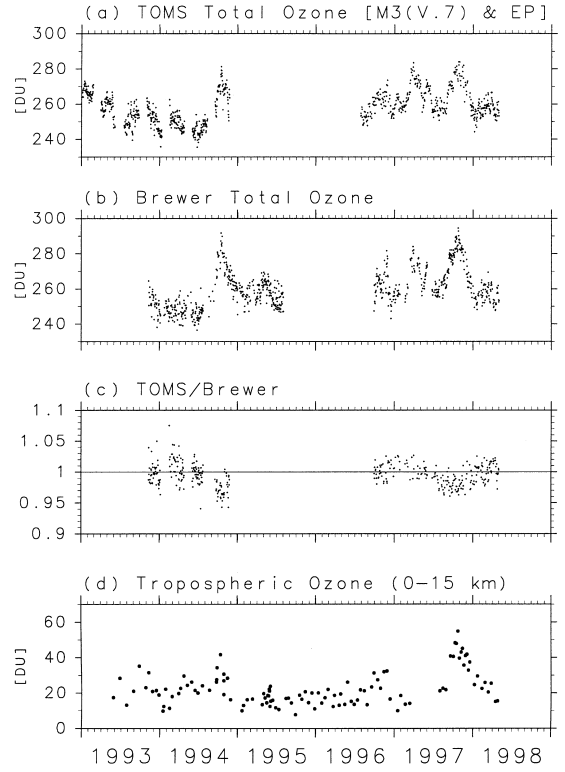 (a) TOMS Total Ozone [M3(V.7) & EP]
300
280
260
240
[DU]
(b) Brewer Total Ozone
300
280
260
240
[DU]
(c) TOMS/Brewer
1.1
1.05
1
0.95
0.9
(d) Tropospheric Ozone (0-15 km)
60
40
20
0
[DU]
1993 1994 1995 1996 1997 1998